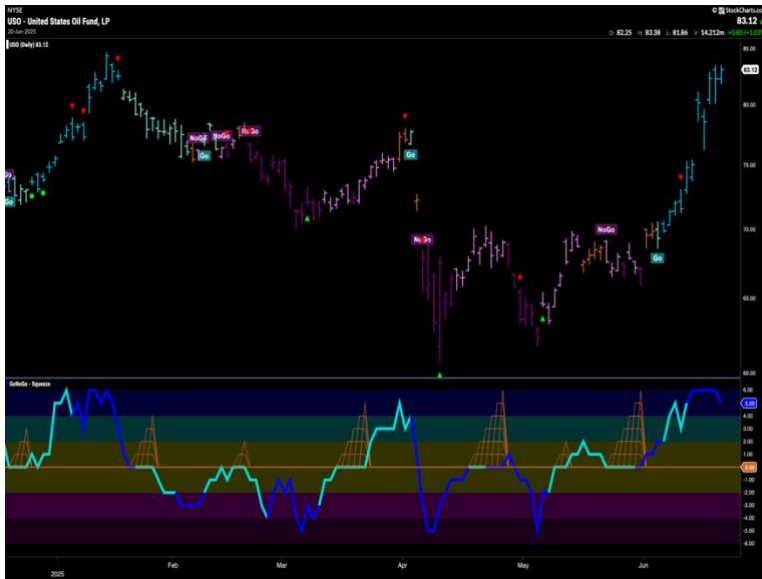 NYSE
© StockCharts.co
USO - United States Oil Fund, LP
83.12
20-Jun-2025
O: 82.25 H: 83.38 L: 81.86 V: 14.212m +0.85 (+1.03
USO (Daily) 83.12
83.12
80.00
NoGo NoGo NoGo
Go Go
75.00
Go
Go
70.00
NoGo NoGo
Go
65.00
60.00
GoNoGo - Squeeze
6.00
5.00
4.00
3.00
2.00
1.00
0.00
-1.00
-2.00
-3.00
-4.00
-5.00
-6.00
Feb Mar Apr May Jun
2025